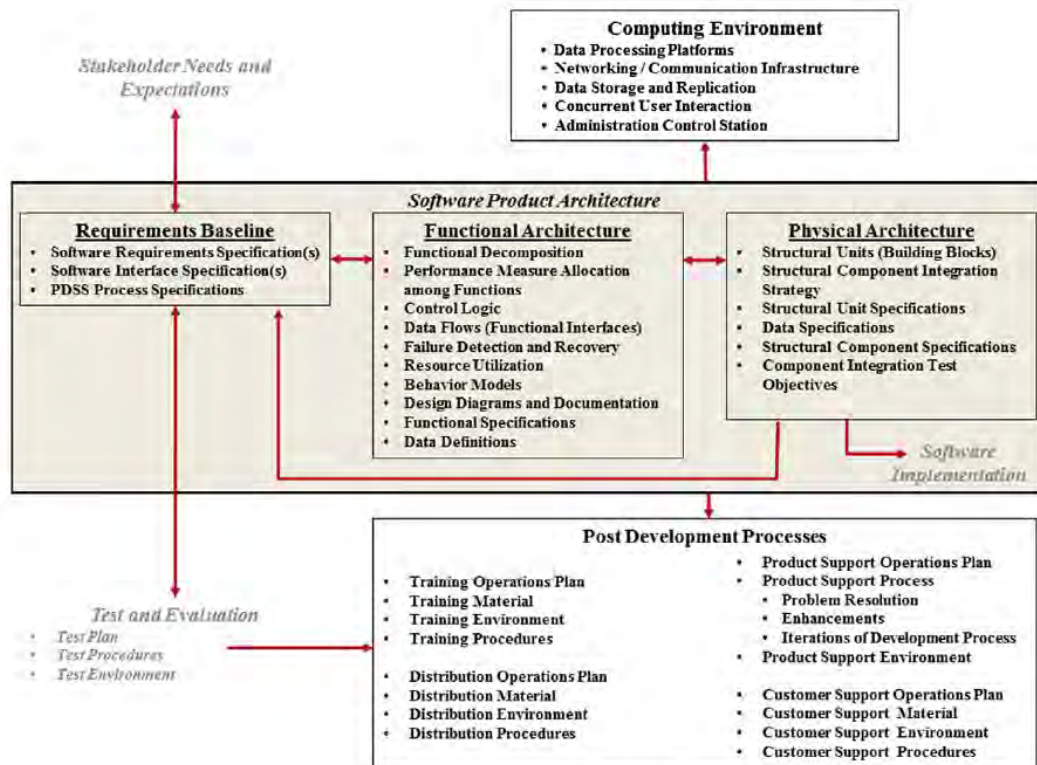 Computing Environment
• Data Processing Platforms
• Networking / Communication Infrastructure
• Data Storage and Replication
• Concurrent User Interaction
• Administration Control Station
Stakeholder Needs and
Expectations
Software Product Architecture
Requirements Baseline
• Software Requirements Specification(s)
• Software Interface Specification(s)
• PDSS Process Specifications
Functional Architecture
• Functional Decomposition
• Performance Measure Allocation
among Functions
• Control Logic
• Data Flows (Functional Interfaces)
• Failure Detection and Recovery
• Resource Utilization
• Behavior Models
• Design Diagrams and Documentation
• Functional Specifications
• Data Definitions
Physical Architecture
• Structural Units (Building Blocks)
• Structural Component Integration
Strategy
• Structural Unit Specifications
• Data Specifications
• Structural Component Specifications
• Component Integration Test
Objectives
Software
Implementation
Test and Evaluation
• Test Plan
• Test Procedures
• Test Environment
Post Development Processes
• Training Operations Plan
• Training Material
• Training Environment
• Training Procedures
• Distribution Operations Plan
• Distribution Material
• Distribution Environment
• Distribution Procedures
• Product Support Operations Plan
• Product Support Process
• Problem Resolution
• Enhancements
• Iterations of Development Process
• Product Support Environment
• Customer Support Operations Plan
• Customer Support Material
• Customer Support Environment
• Customer Support Procedures